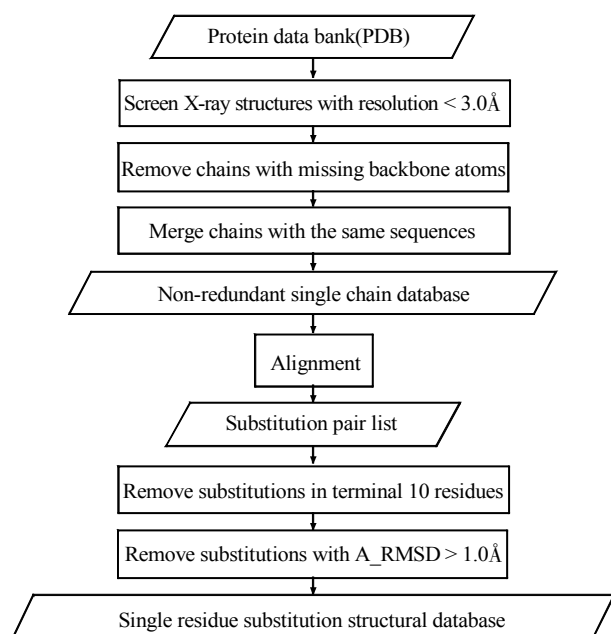 Protein data bank(PDB)
Screen X-ray structures with resolution < 3.0Å
Remove chains with missing backbone atoms
Merge chains with the same sequences
Non-redundant single chain database
Alignment
Substitution pair list
Remove substitutions in terminal 10 residues
Remove substitutions with A_RMSD > 1.0Å
Single residue substitution structural database